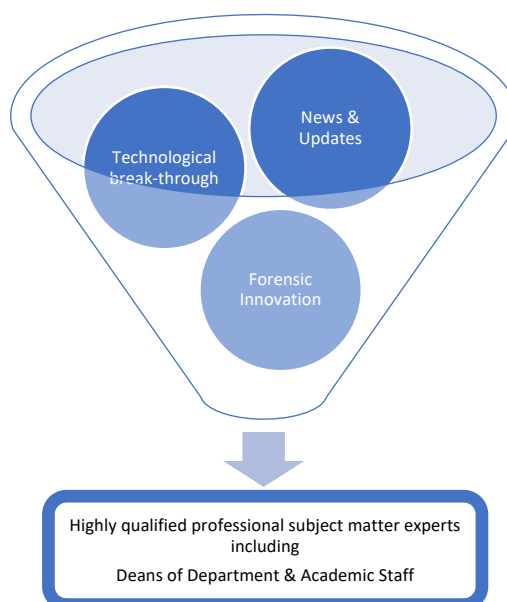 News &
Updates
Technological
break-through
Forensic
Innovation
Highly qualified professional subject matter experts
including
Deans of Department & Academic Staff